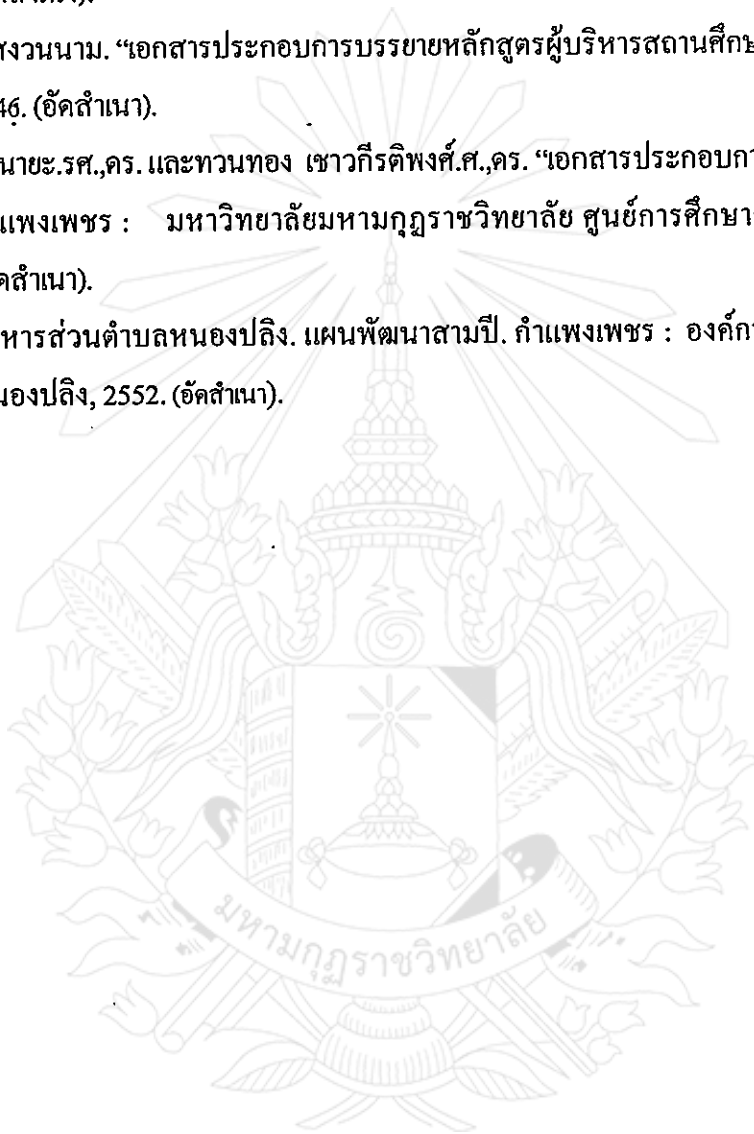 สงวนนาม. “เอกสารประกอบการบรรยายหลักสูตรผู้บริหารสถานศึกษ
46. (อัดสำเนา).
นายะ.รศ.,ดร. และทวนทอง เชาวกีรติพงศ์.ศ.,ดร. “เอกสารประกอบกา
แพงเพชร : มหาวิทยาลัยมหามกุฏราชวิทยาลัย ศูนย์การศึกษา
ัดสำเนา).
หารส่วนตำบลหนองปลิง. แผนพัฒนาสามปี. กำแพงเพชร : องค์กา
นองปลิง, 2552. (อัดสำเนา).
มหามกุฏราชวิทยาลัย